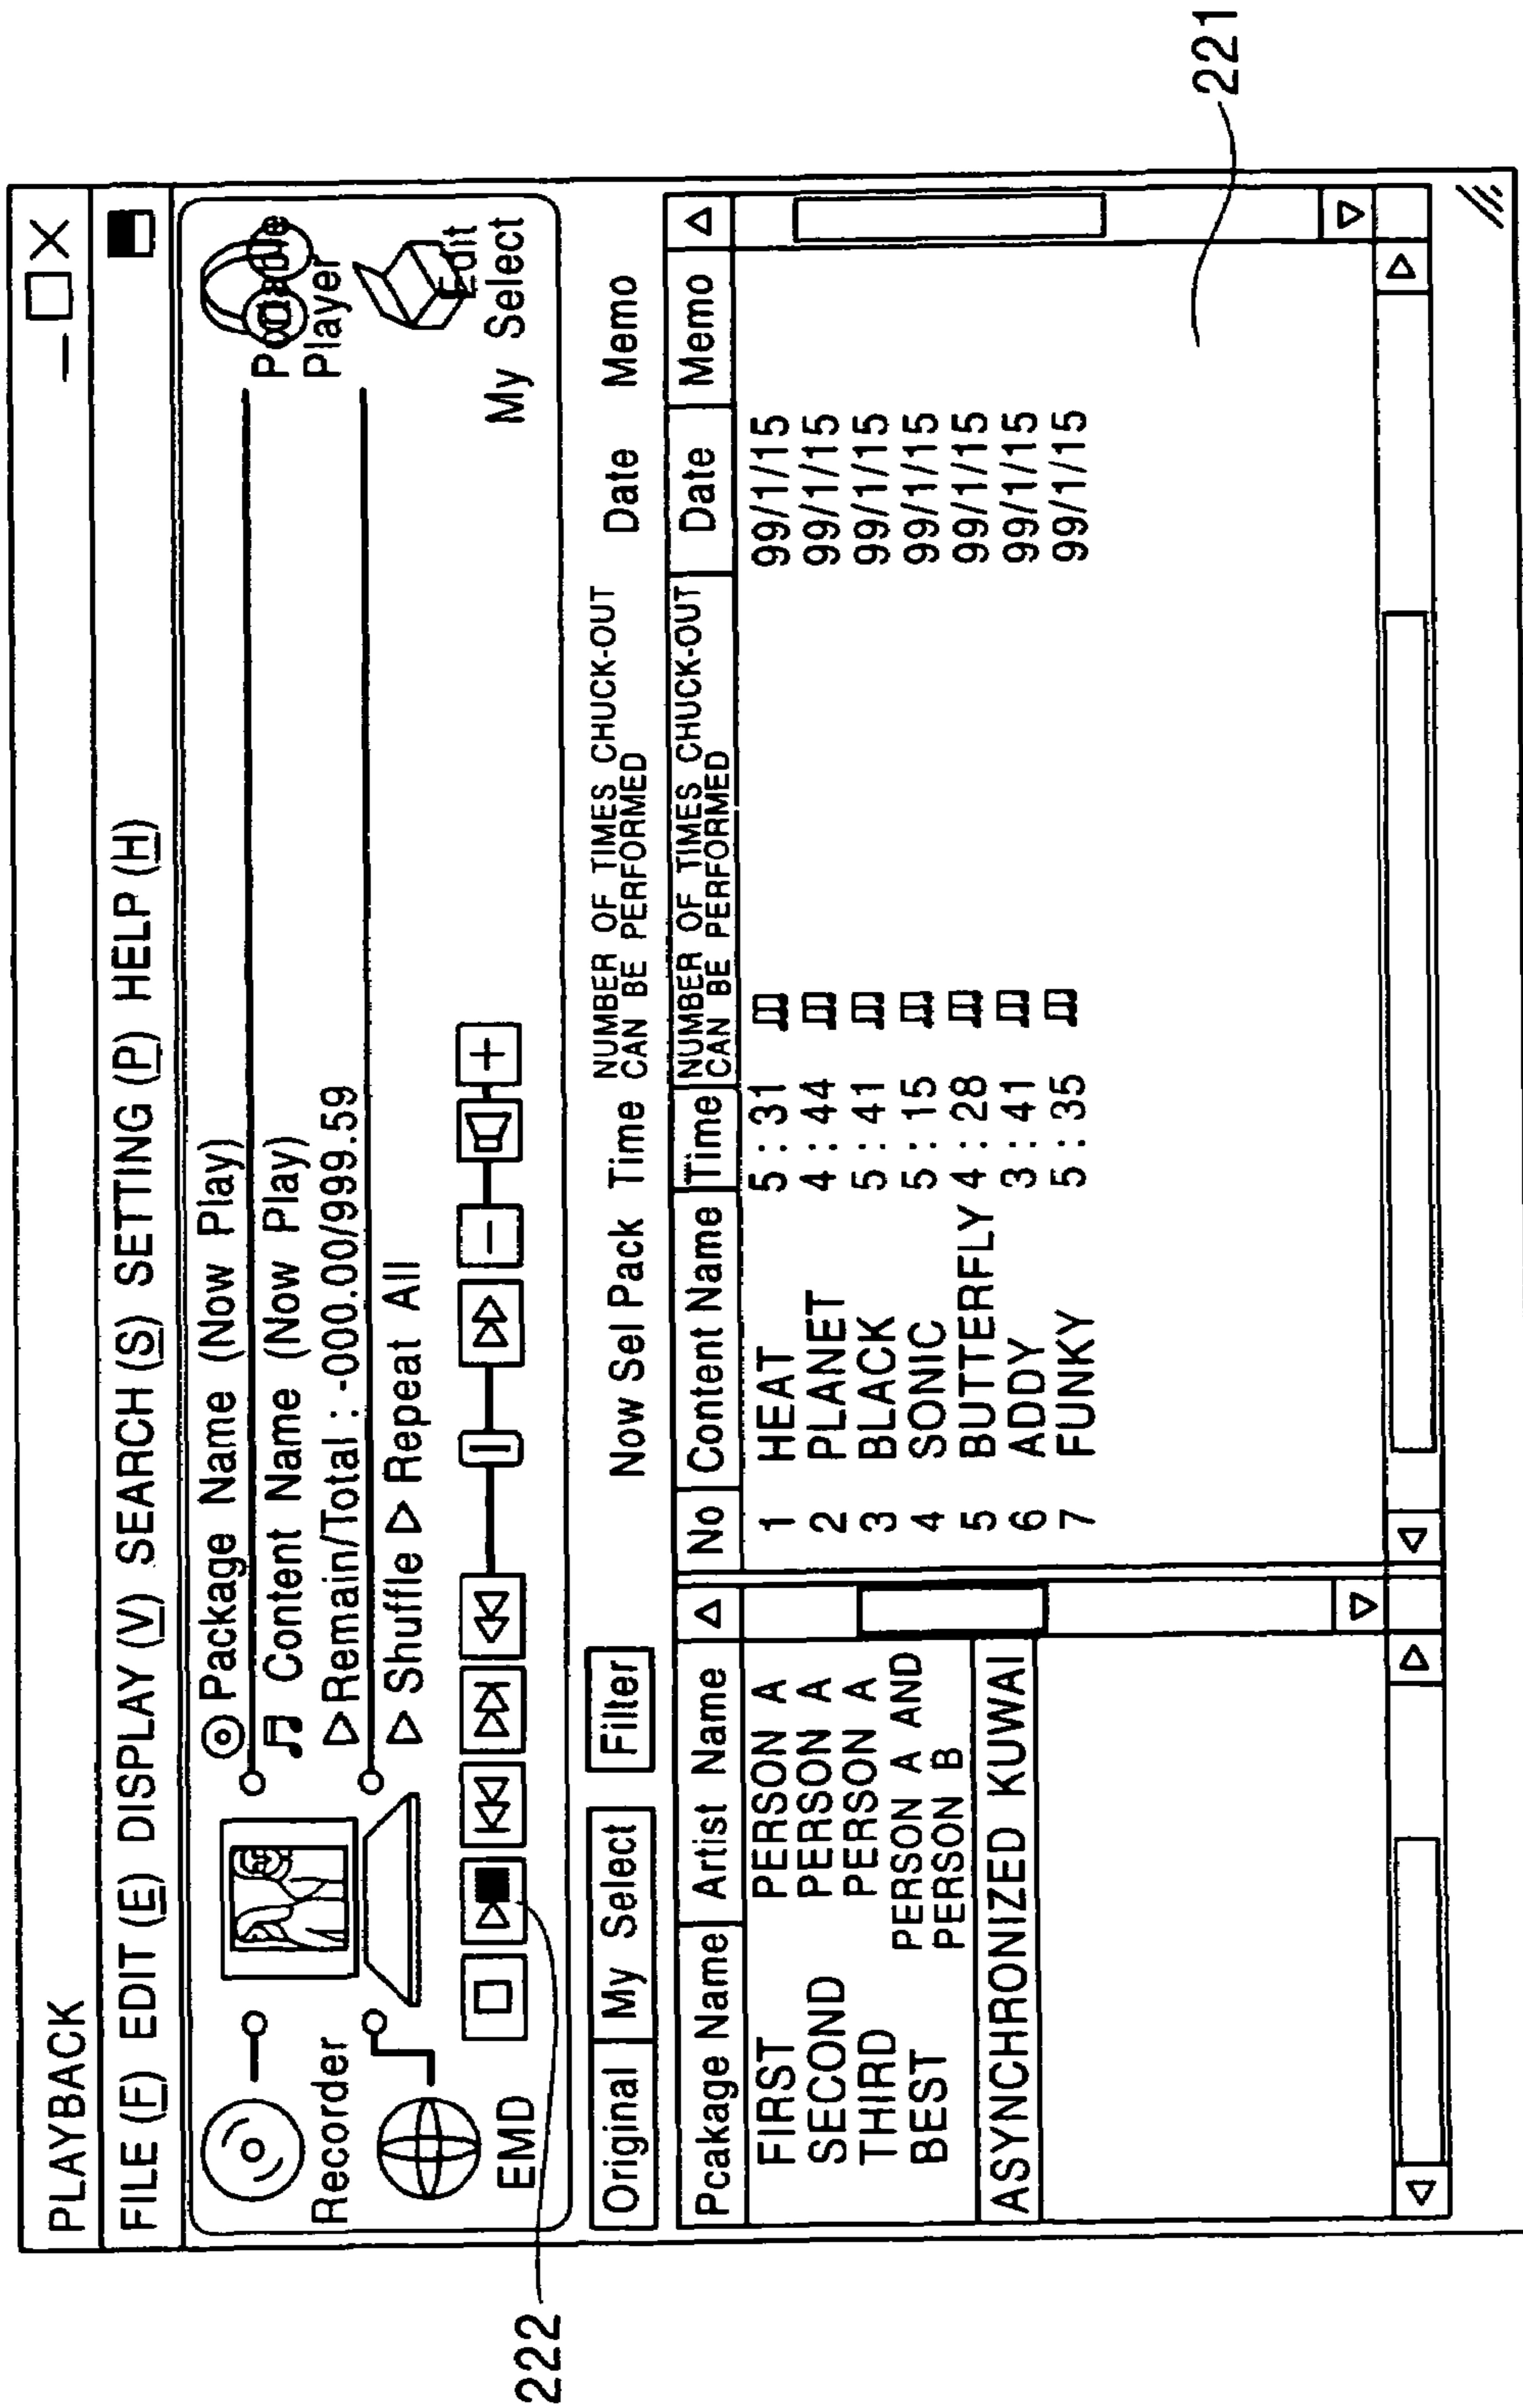 PLAYBACK
FILE (F) EDIT (E) DISPLAY (V) SEARCH (S) SETTING (P) HELP (H)
Recorder
EMD
Package Name (Now Play)
Content Name (Now Play)
Remain/Total : -000.00/999.59
Shuffle Repeat All
Portable
Player
Edit
My Select
222
Original My Select Filter
Now Sel Pack Time NUMBER OF TIMES CHUCK-OUT Date Memo
CAN BE PERFORMED
Pcakage Name Artist Name
FIRST PERSON A
SECOND PERSON A
THIRD PERSON A
BEST PERSON A AND
PERSON B
ASYNCHRONIZED KUWAI
No Content Name Time NUMBER OF TIMES CHUCK-OUT Date Memo
CAN BE PERFORMED
1 HEAT 5:31 99/1/15
2 PLANET 4:44 99/1/15
3 BLACK 5:41 99/1/15
4 SONIC 5:15 99/1/15
5 BUTTERFLY 4:28 99/1/15
6 ADDY 3:41 99/1/15
7 FUNKY 5:35 99/1/15
221